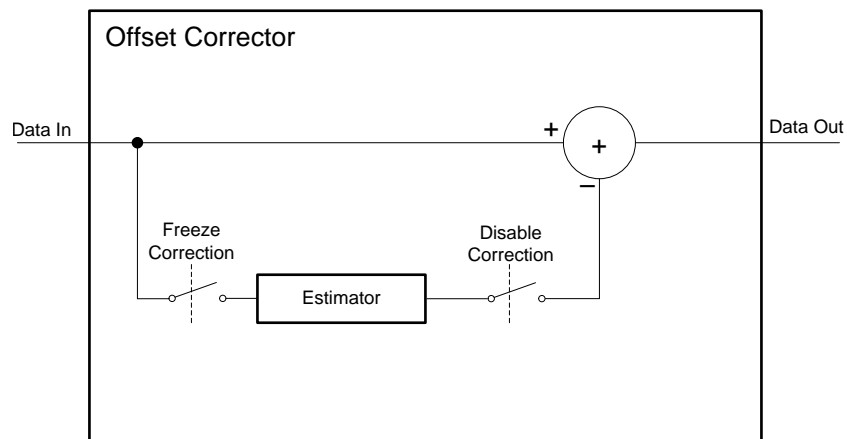 Offset Corrector
Data In
+
+
Data Out
−
Freeze
Correction
Disable
Correction
Estimator